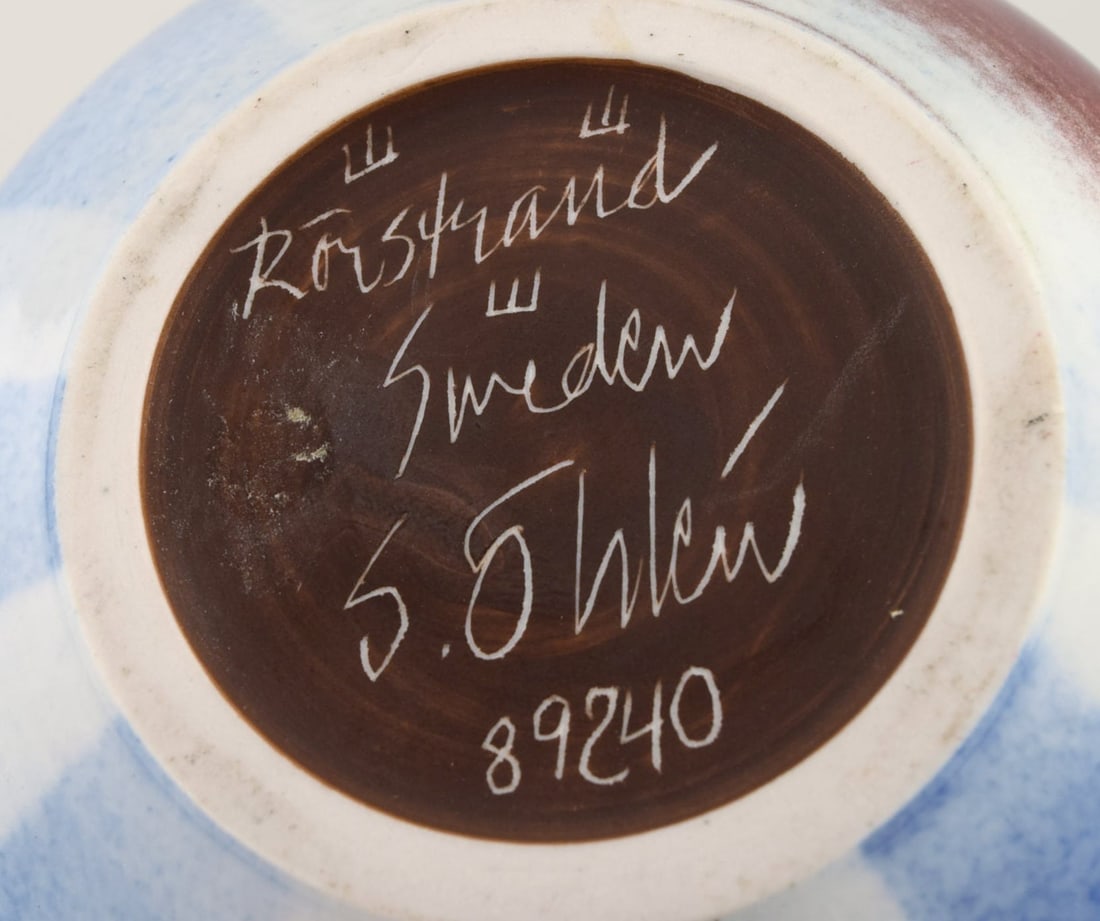 Rörstrand
Sweden
S. Öhlén
89240